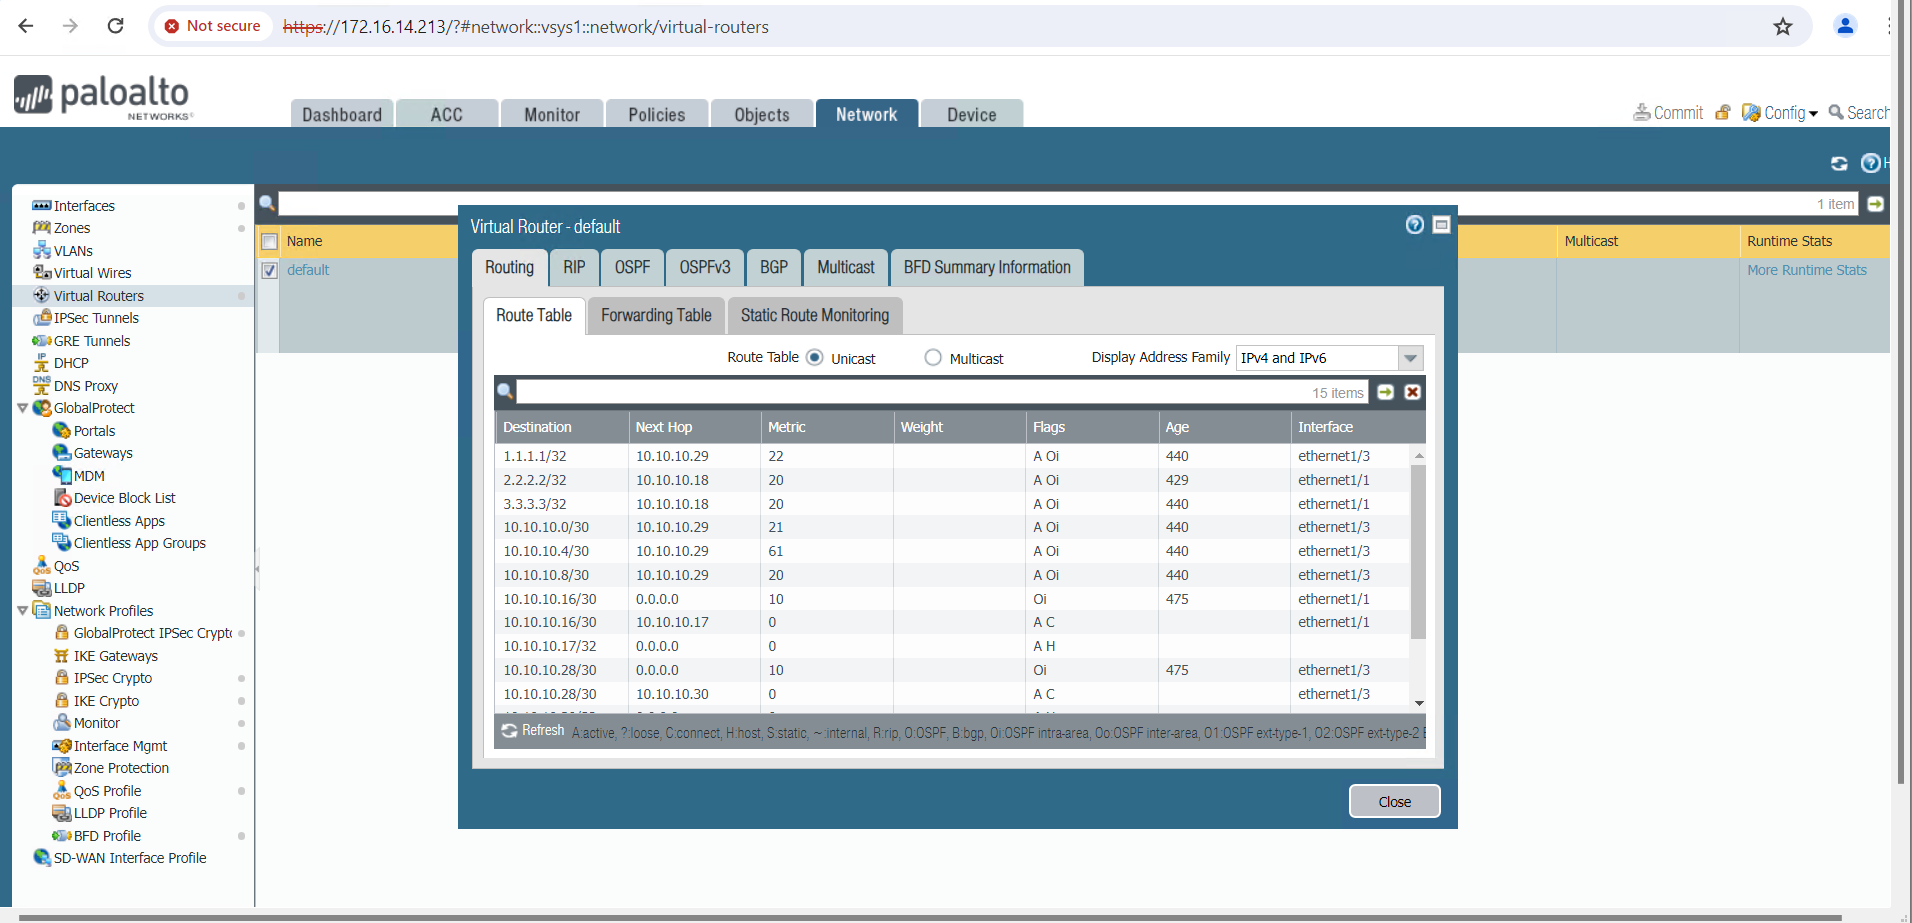 Not secure https://172.16.14.213/?#network::vsys1::network/virtual-routers
paloalto
NETWORKS®
Dashboard ACC Monitor Policies Objects Network Device Commit Config Search
Interfaces
Zones
VLANs
Virtual Wires
Virtual Routers
IPSec Tunnels
GRE Tunnels
DHCP
DNS Proxy
GlobalProtect
Portals
Gateways
MDM
Device Block List
Clientless Apps
Clientless App Groups
QoS
LLDP
Network Profiles
GlobalProtect IPSec Crypto
IKE Gateways
IPSec Crypto
IKE Crypto
Monitor
Interface Mgmt
Zone Protection
QoS Profile
LLDP Profile
BFD Profile
SD-WAN Interface Profile
1 item
Name Multicast Runtime Stats
default More Runtime Stats
Virtual Router - default
Routing RIP OSPF OSPFv3 BGP Multicast BFD Summary Information
Route Table Forwarding Table Static Route Monitoring
Route Table Unicast Multicast Display Address Family IPv4 and IPv6
15 items
Destination Next Hop Metric Weight Flags Age Interface
1.1.1.1/32 10.10.10.29 22 A Oi 440 ethernet1/3
2.2.2.2/32 10.10.10.18 20 A Oi 429 ethernet1/1
3.3.3.3/32 10.10.10.18 20 A Oi 440 ethernet1/1
10.10.10.0/30 10.10.10.29 21 A Oi 440 ethernet1/3
10.10.10.4/30 10.10.10.29 61 A Oi 440 ethernet1/3
10.10.10.8/30 10.10.10.29 20 A Oi 440 ethernet1/3
10.10.10.16/30 0.0.0.0 10 Oi 475 ethernet1/1
10.10.10.16/30 10.10.10.17 0 A C ethernet1/1
10.10.10.17/32 0.0.0.0 0 A H
10.10.10.28/30 0.0.0.0 10 Oi 475 ethernet1/3
10.10.10.28/30 10.10.10.30 0 A C ethernet1/3
Refresh A:active, ?:loose, C:connect, H:host, S:static, ~:internal, R:rip, O:OSPF, B:bgp, Oi:OSPF intra-area, Oo:OSPF inter-area, O1:OSPF ext-type-1, O2:OSPF ext-type-2
Close